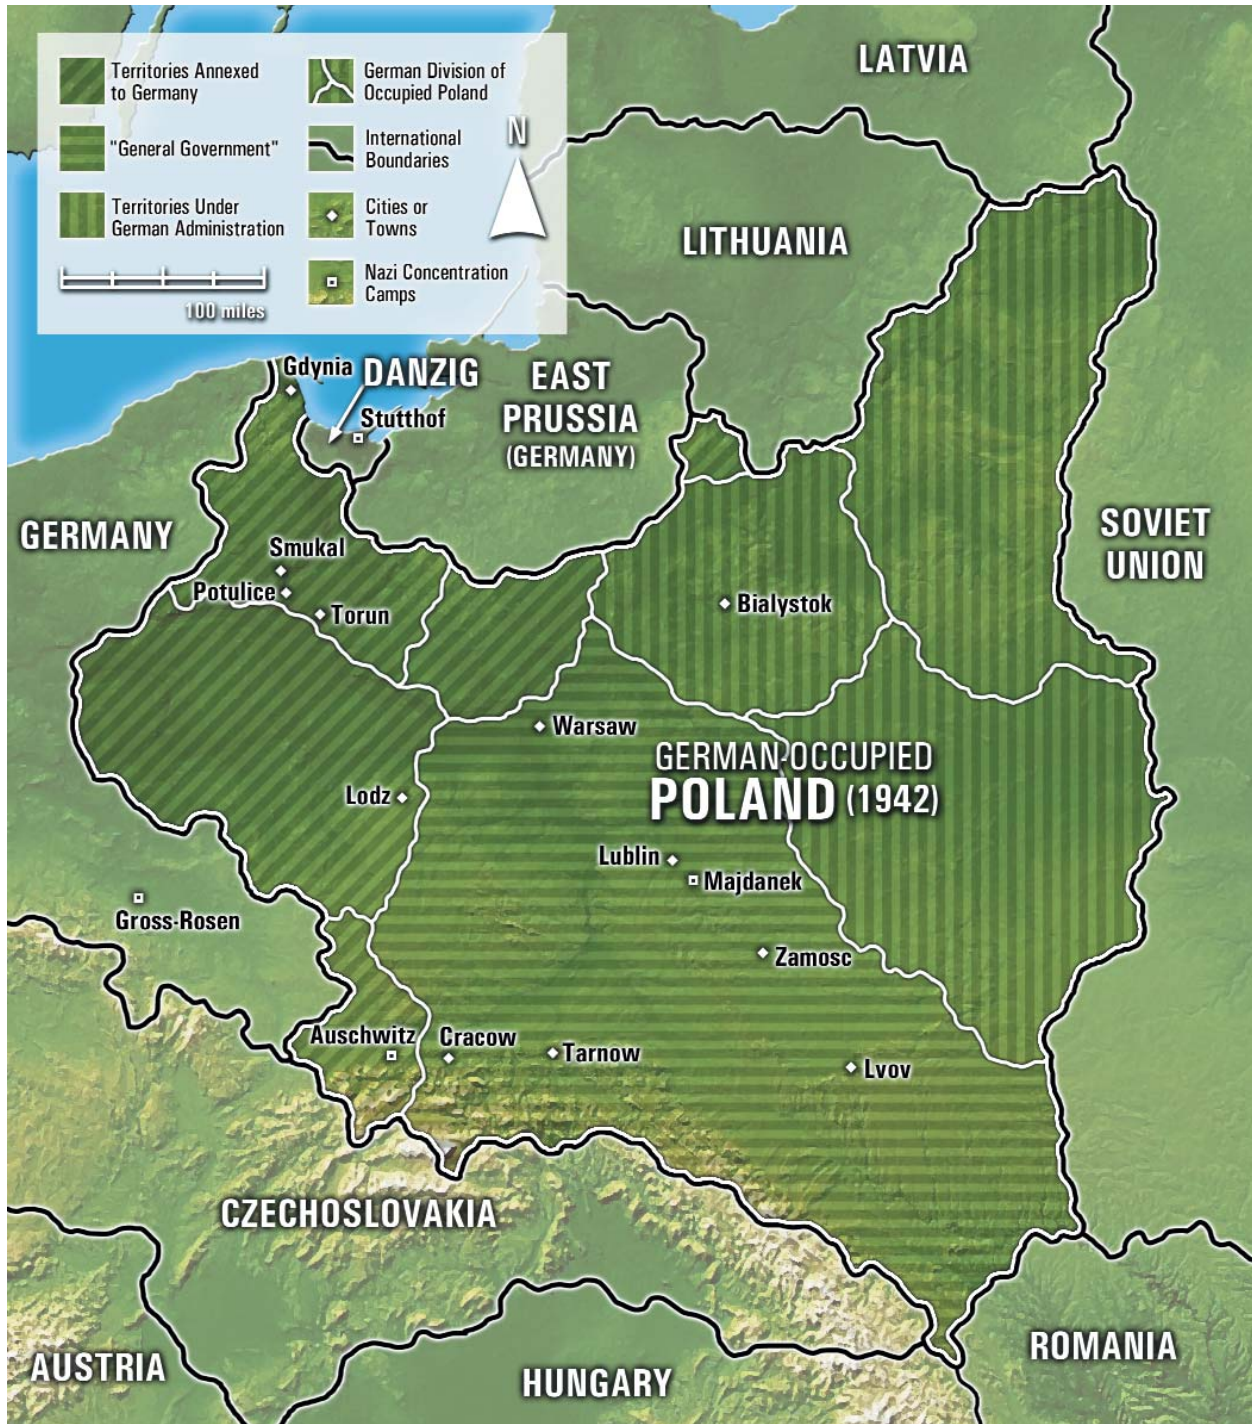 Territories Annexed
to Germany
"General Government"
Territories Under
German Administration
100 miles
German Division of
Occupied Poland
International
Boundaries
Cities or
Towns
Nazi Concentration
Camps
N
LATVIA
LITHUANIA
Gdynia
DANZIG
Stutthof
EAST
PRUSSIA
(GERMANY)
GERMANY
SOVIET
UNION
Smukal
Potulice
Torun
Bialystok
Warsaw
GERMAN-OCCUPIED
POLAND (1942)
Lodz
Lublin
Majdanek
Gross-Rosen
Zamosc
Auschwitz
Cracow
Tarnow
Lvov
CZECHOSLOVAKIA
AUSTRIA
HUNGARY
ROMANIA